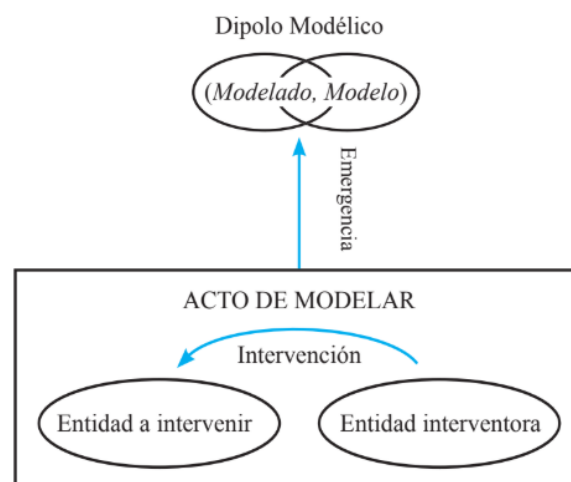 Dipolo Modélico
(Modelado, Modelo)
Emergencia
ACTO DE MODELAR
Intervención
Entidad a intervenir
Entidad interventora